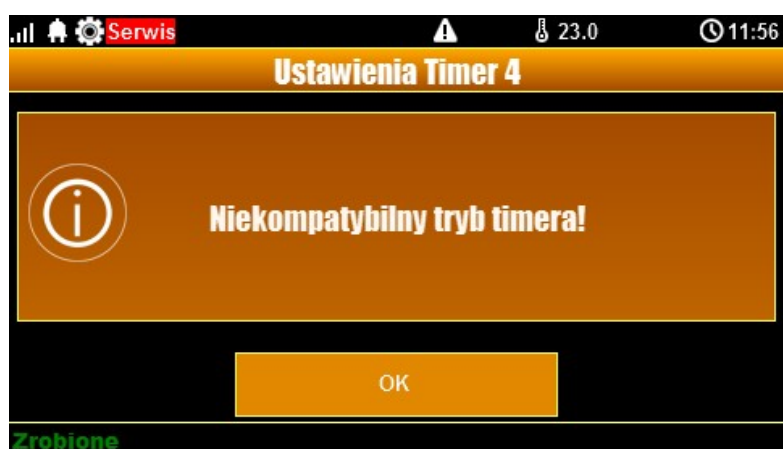 Serwis 23.0 11:56
Ustawienia Timer 4
Niekompatybilny tryb timera!
OK
Zrobione